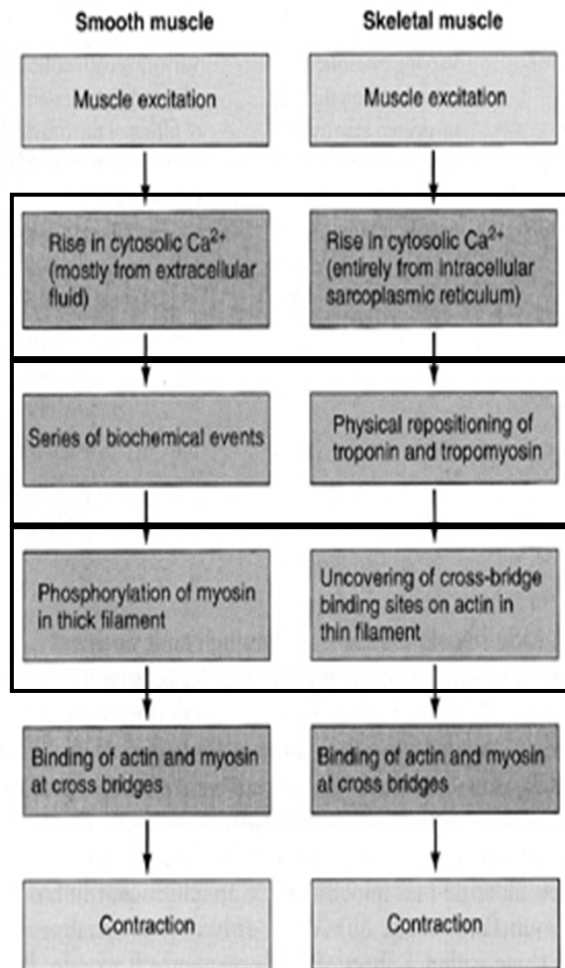 Smooth muscle
Muscle excitation
Rise in cytosolic Ca²⁺
(mostly from extracellular
fluid)
Series of biochemical events
Phosphorylation of myosin
in thick filament
Binding of actin and myosin
at cross bridges
Contraction
Skeletal muscle
Muscle excitation
Rise in cytosolic Ca²⁺
(entirely from intracellular
sarcoplasmic reticulum)
Physical repositioning of
troponin and tropomyosin
Uncovering of cross-bridge
binding sites on actin in
thin filament
Binding of actin and myosin
at cross bridges
Contraction